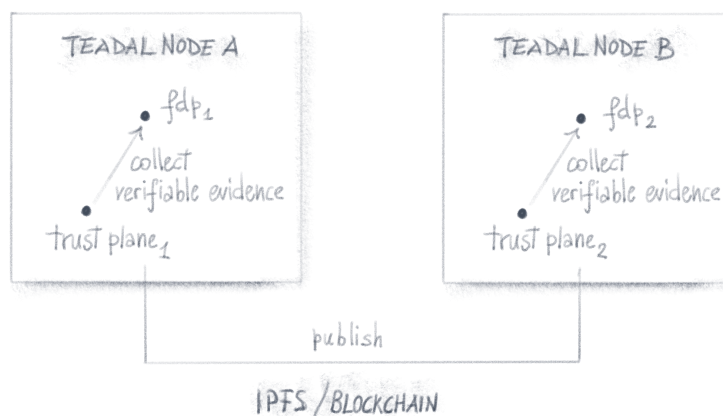 TEADAL NODE A
fdp1
collect
verifiable evidence
trust plane1
TEADAL NODE B
fdp2
collect
verifiable evidence
trust plane2
publish
IPFS / BLOCKCHAIN